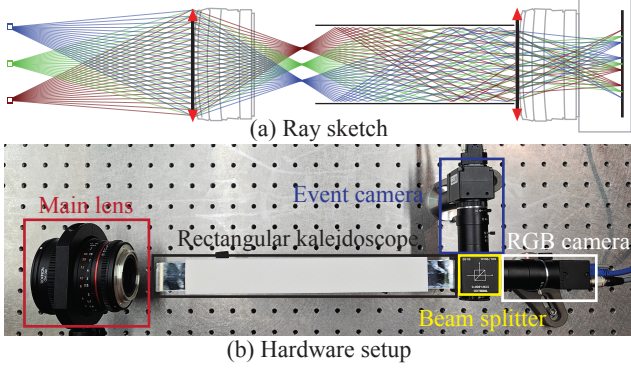 (a) Ray sketch
Main lens
Event camera
Rectangular kaleidoscope
RGB camera
Beam splitter
(b) Hardware setup